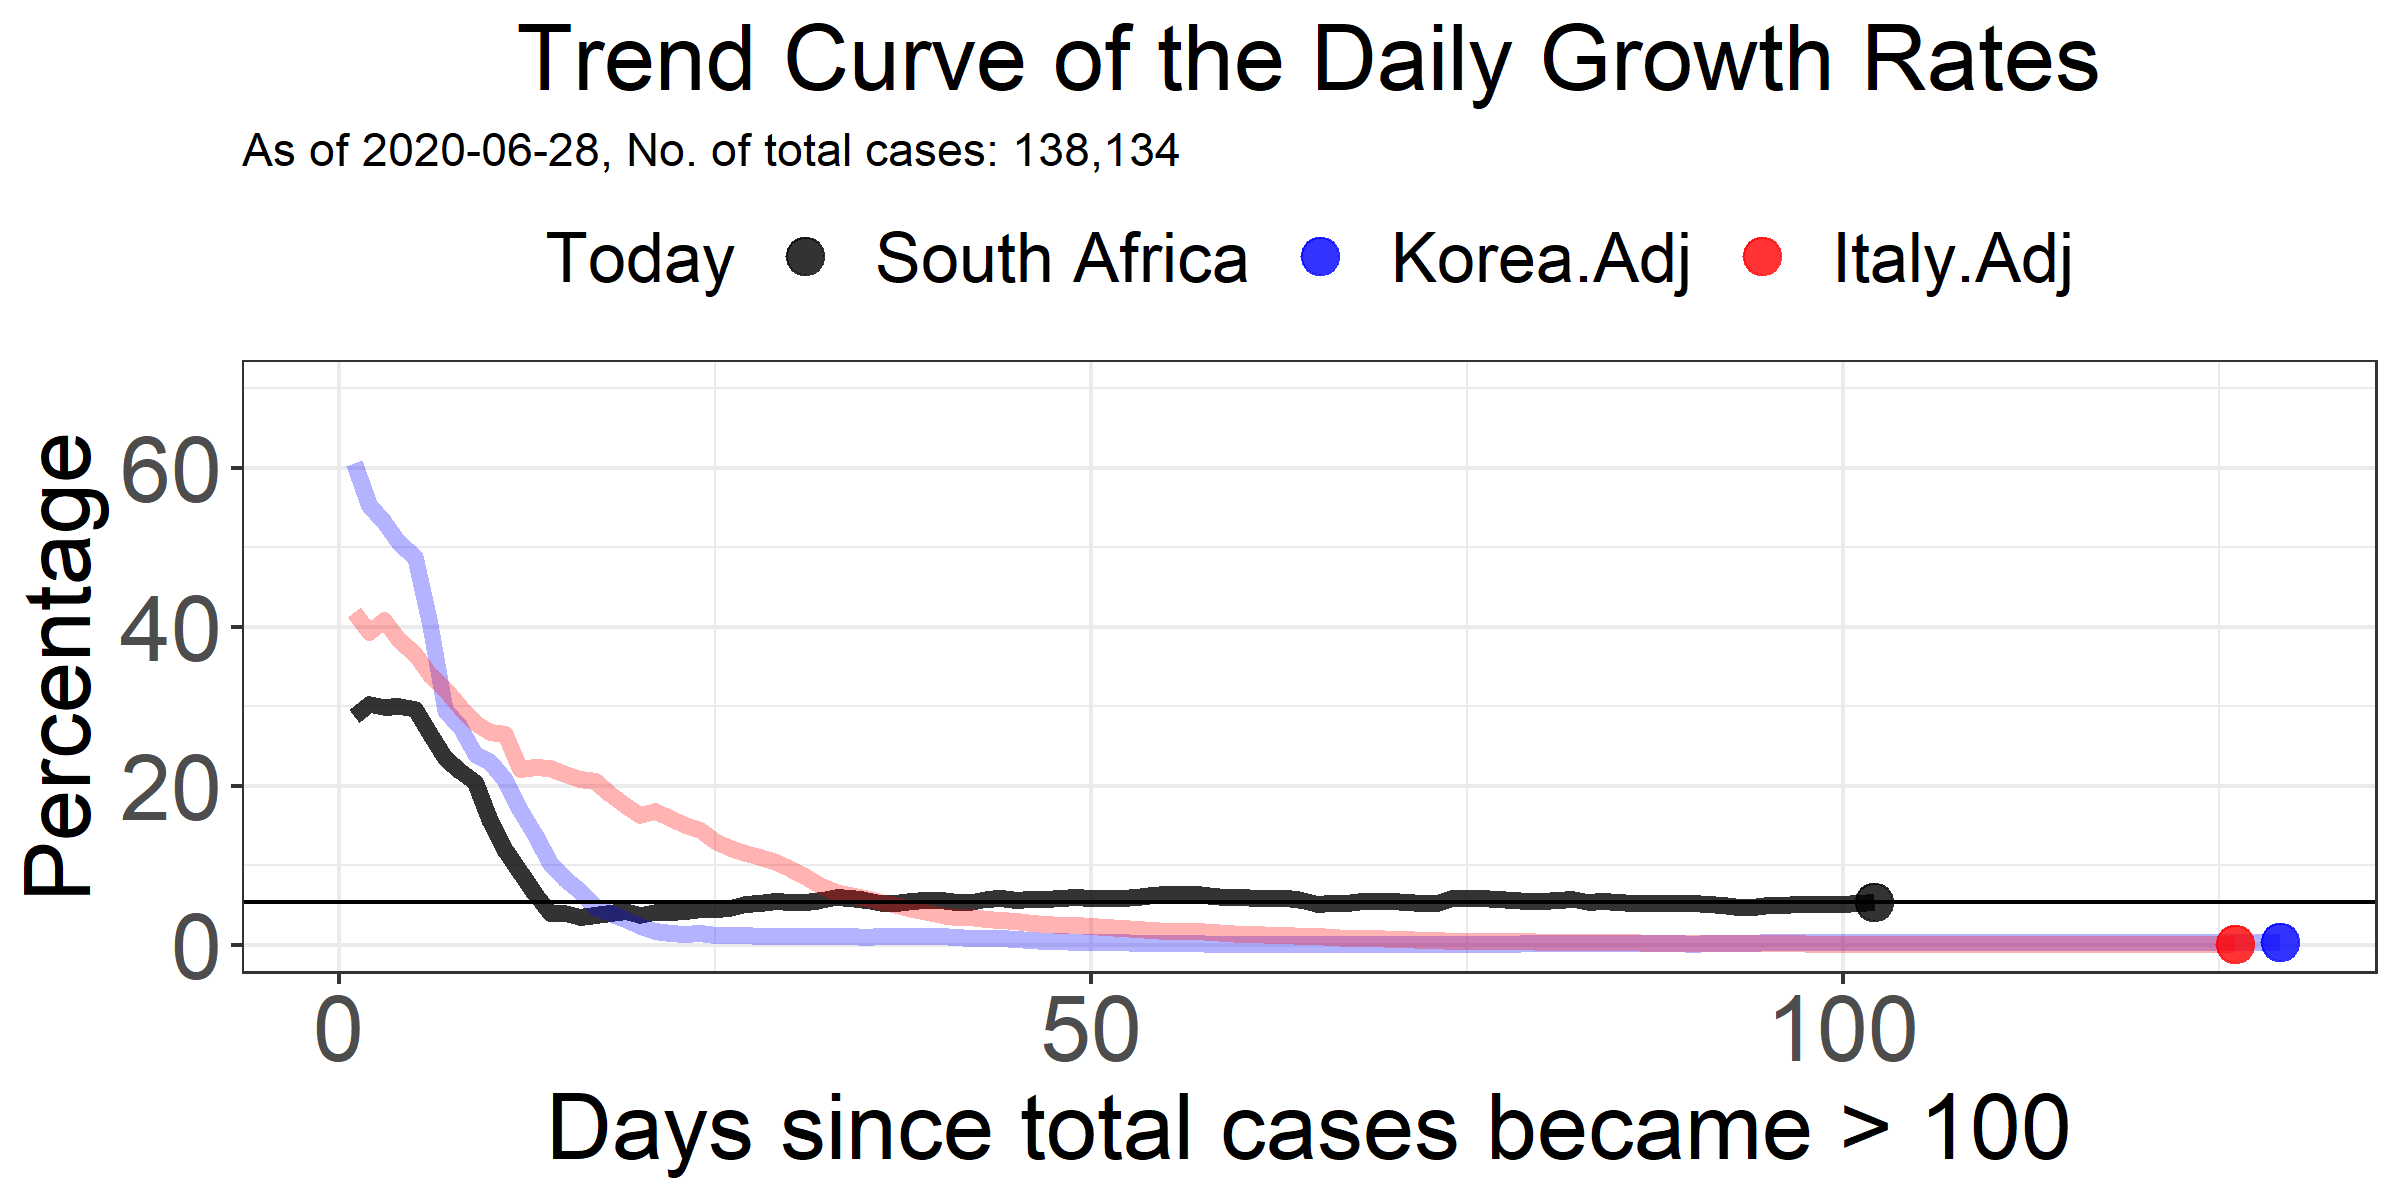 Trend Curve of the Daily Growth Rates
As of 2020-06-28, No. of total cases: 138,134
Today South Africa Korea.Adj Italy.Adj
Percentage
60
40
20
0
0 50 100
Days since total cases became > 100